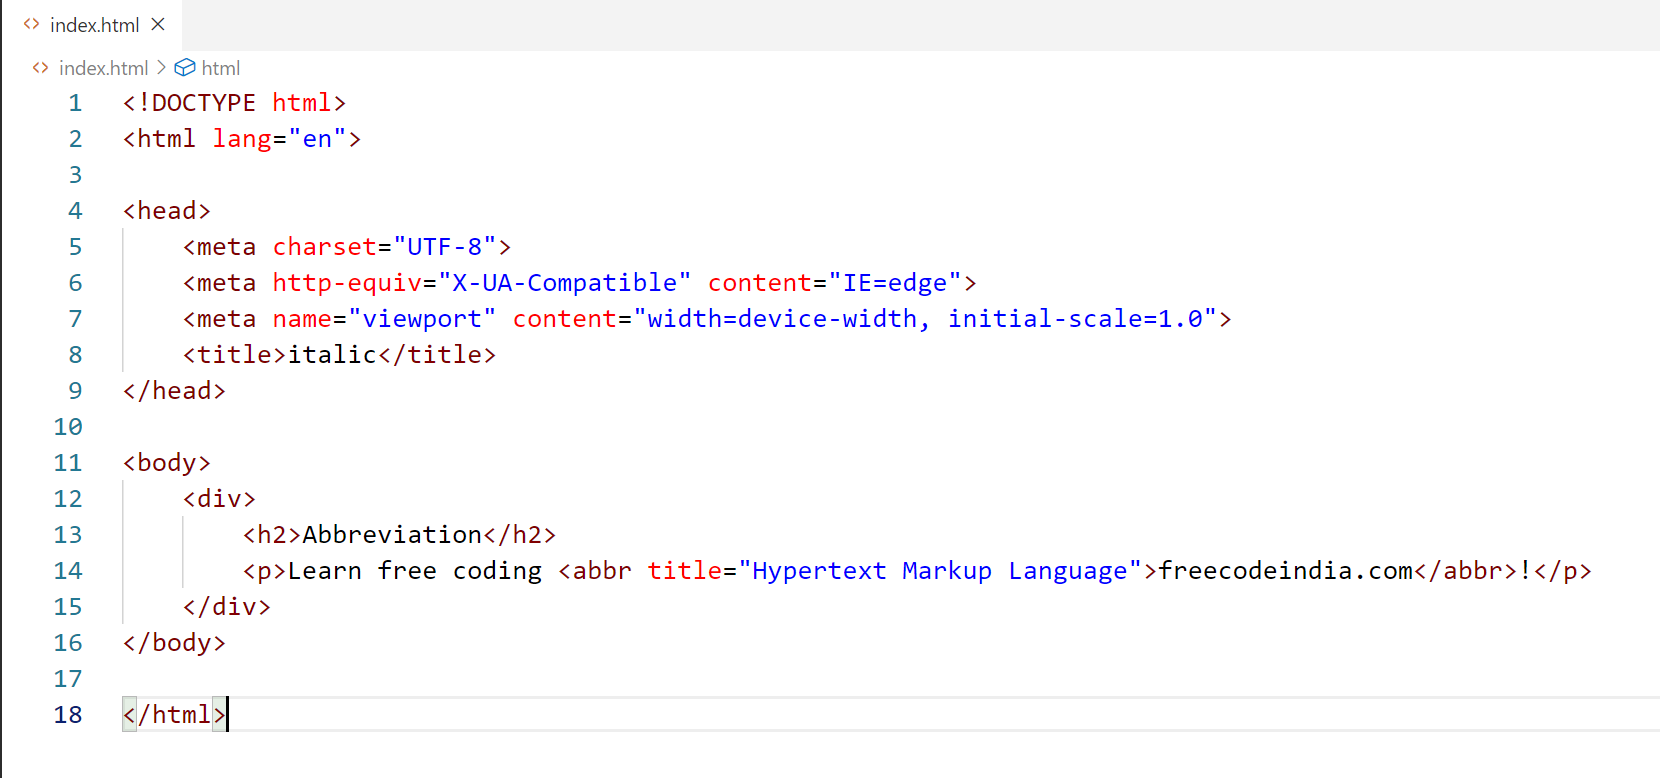 index.html
index.html > html
1 <!DOCTYPE html>
2 <html lang="en">
3
4 <head>
5     <meta charset="UTF-8">
6     <meta http-equiv="X-UA-Compatible" content="IE=edge">
7     <meta name="viewport" content="width=device-width, initial-scale=1.0">
8     <title>italic</title>
9 </head>
10
11 <body>
12     <div>
13         <h2>Abbreviation</h2>
14         <p>Learn free coding <abbr title="Hypertext Markup Language">freecodeindia.com</abbr>!</p>
15     </div>
16 </body>
17
18 </html>